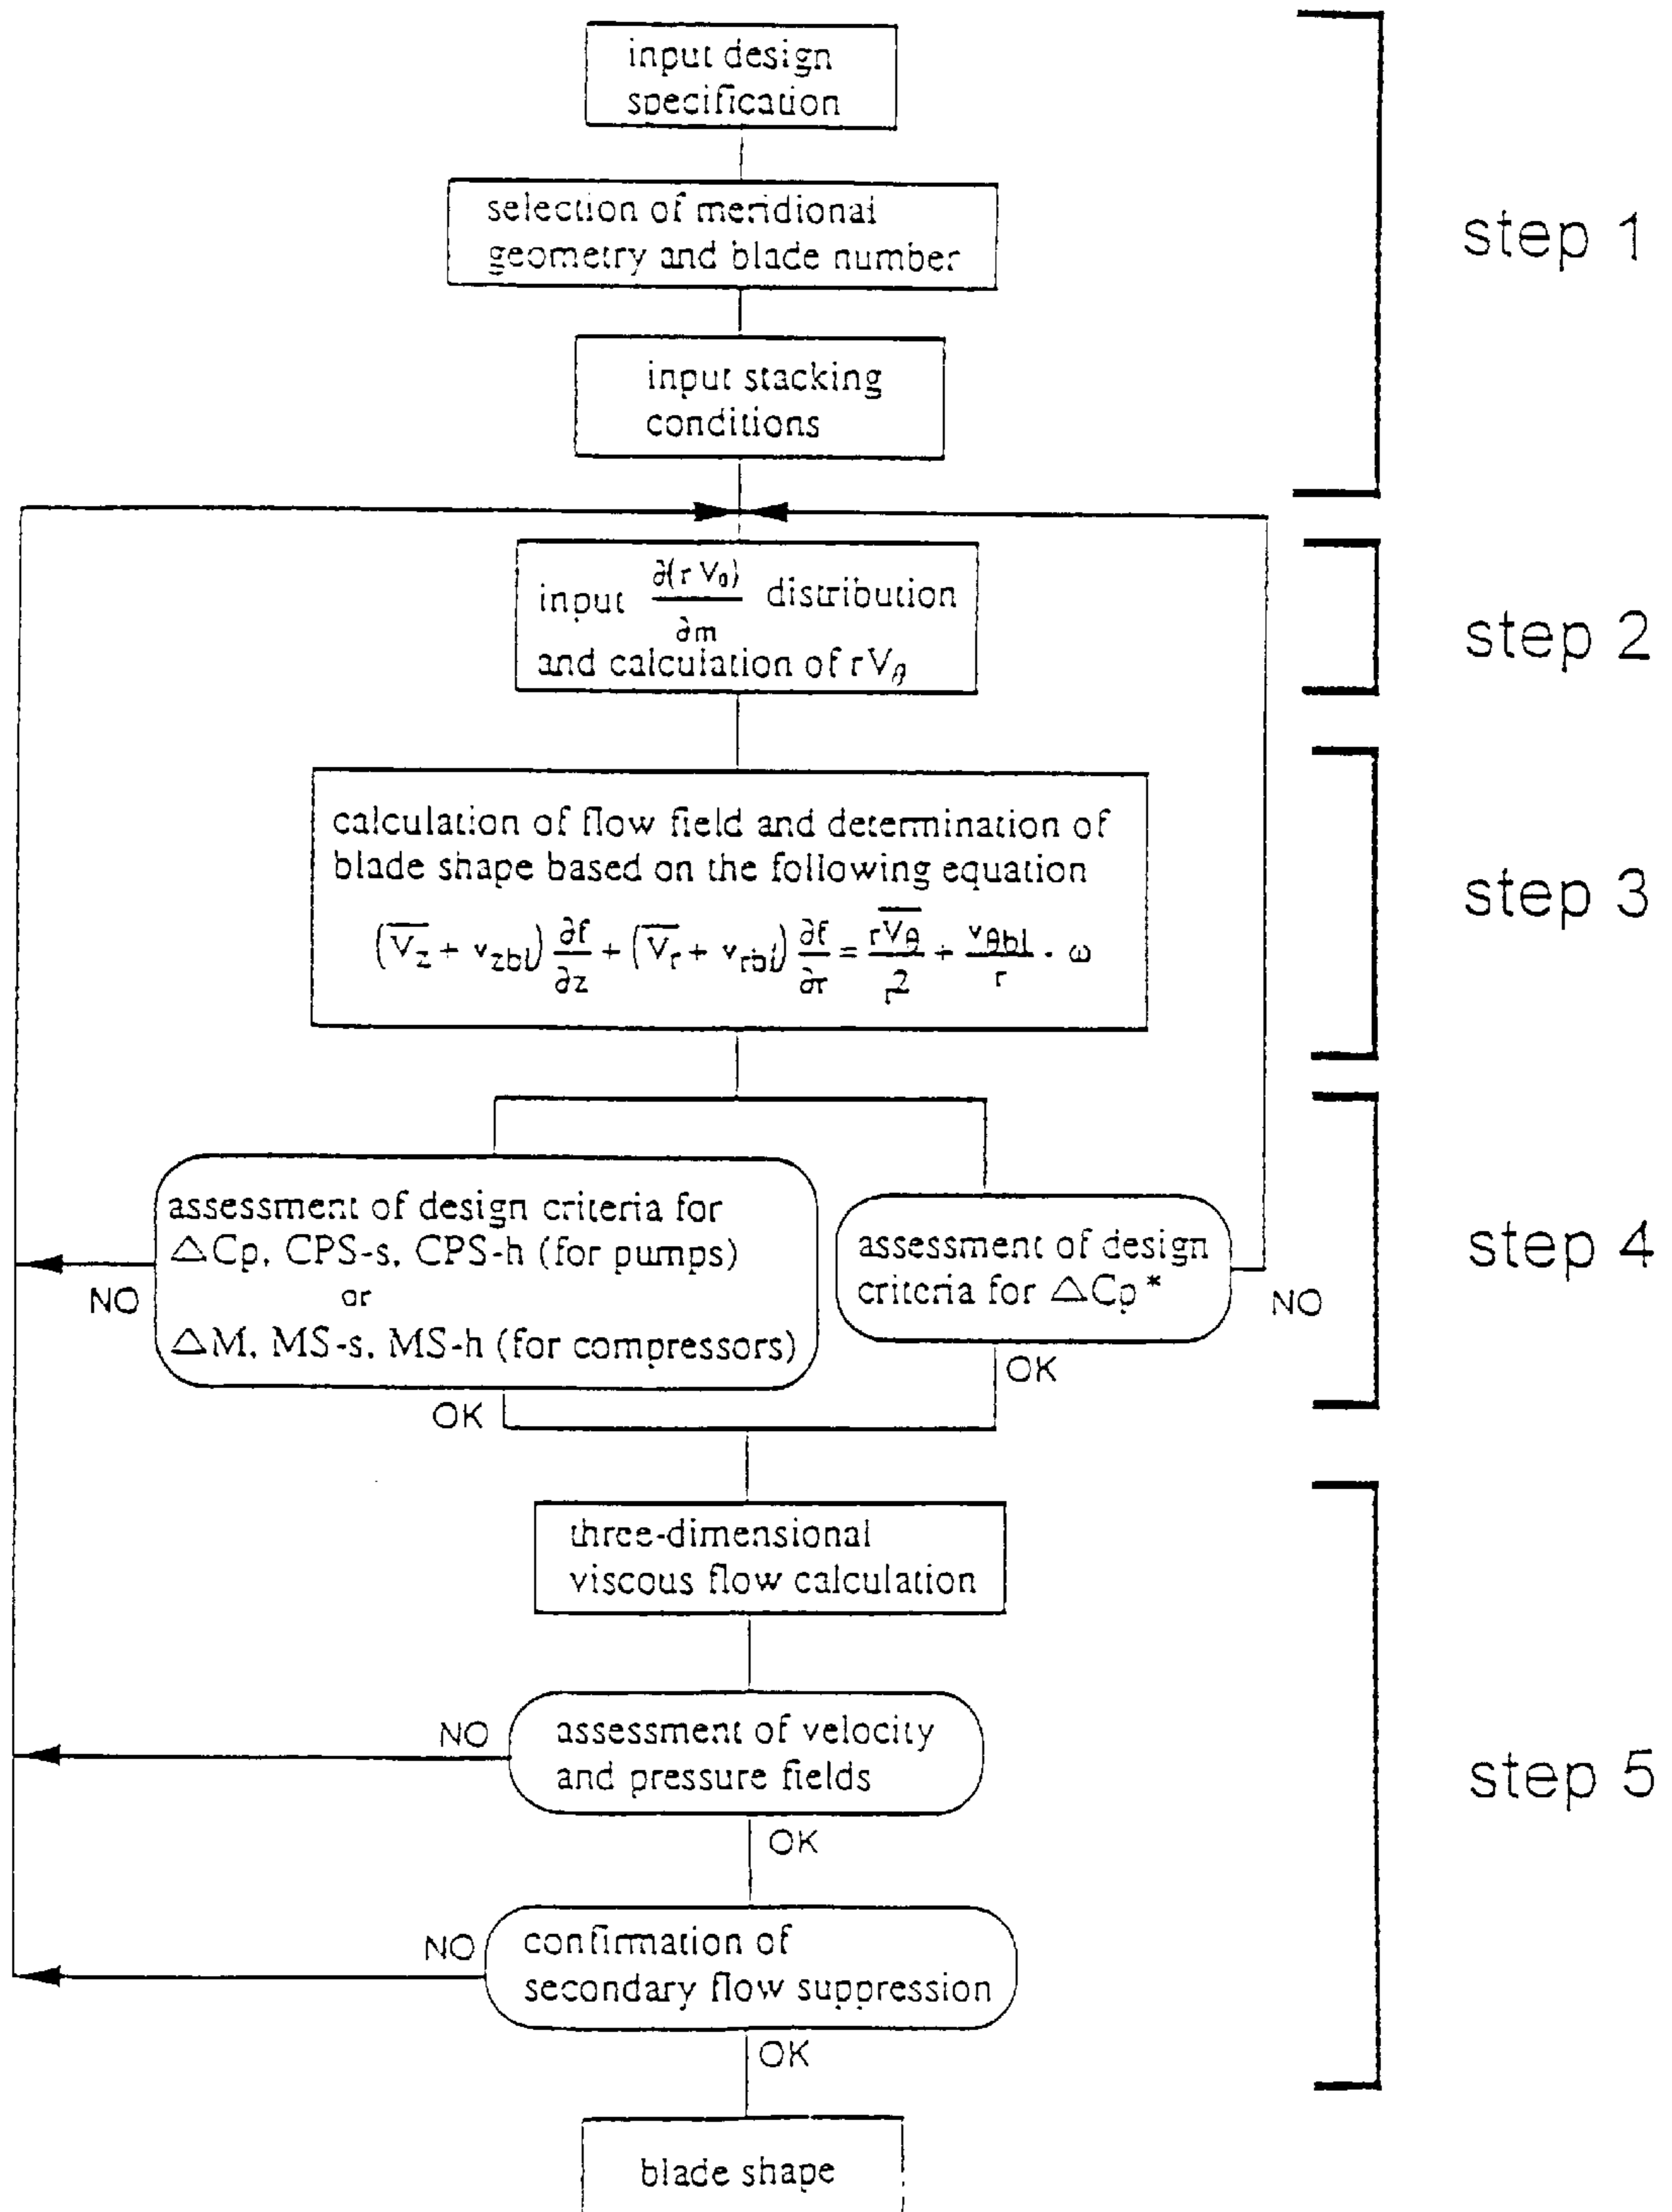 input design
specification
selection of meridional
geometry and blade number
input stacking
conditions
step 1
input ∂(r Vθ)/∂m distribution
and calculation of rVθ
step 2
calculation of flow field and determination of
blade shape based on the following equation
(V̅z + vzbl) ∂f/∂z + (V̅r + vrbl) ∂f/∂r = rV̅θ/r² + vθbl/r - ω
step 3
assessment of design criteria for
△Cp, CPS-s, CPS-h (for pumps)
or
△M, MS-s, MS-h (for compressors)
NO
OK
assessment of design
criteria for △Cp*
NO
OK
step 4
three-dimensional
viscous flow calculation
NO
assessment of velocity
and pressure fields
OK
step 5
NO
confirmation of
secondary flow suppression
OK
blade shape